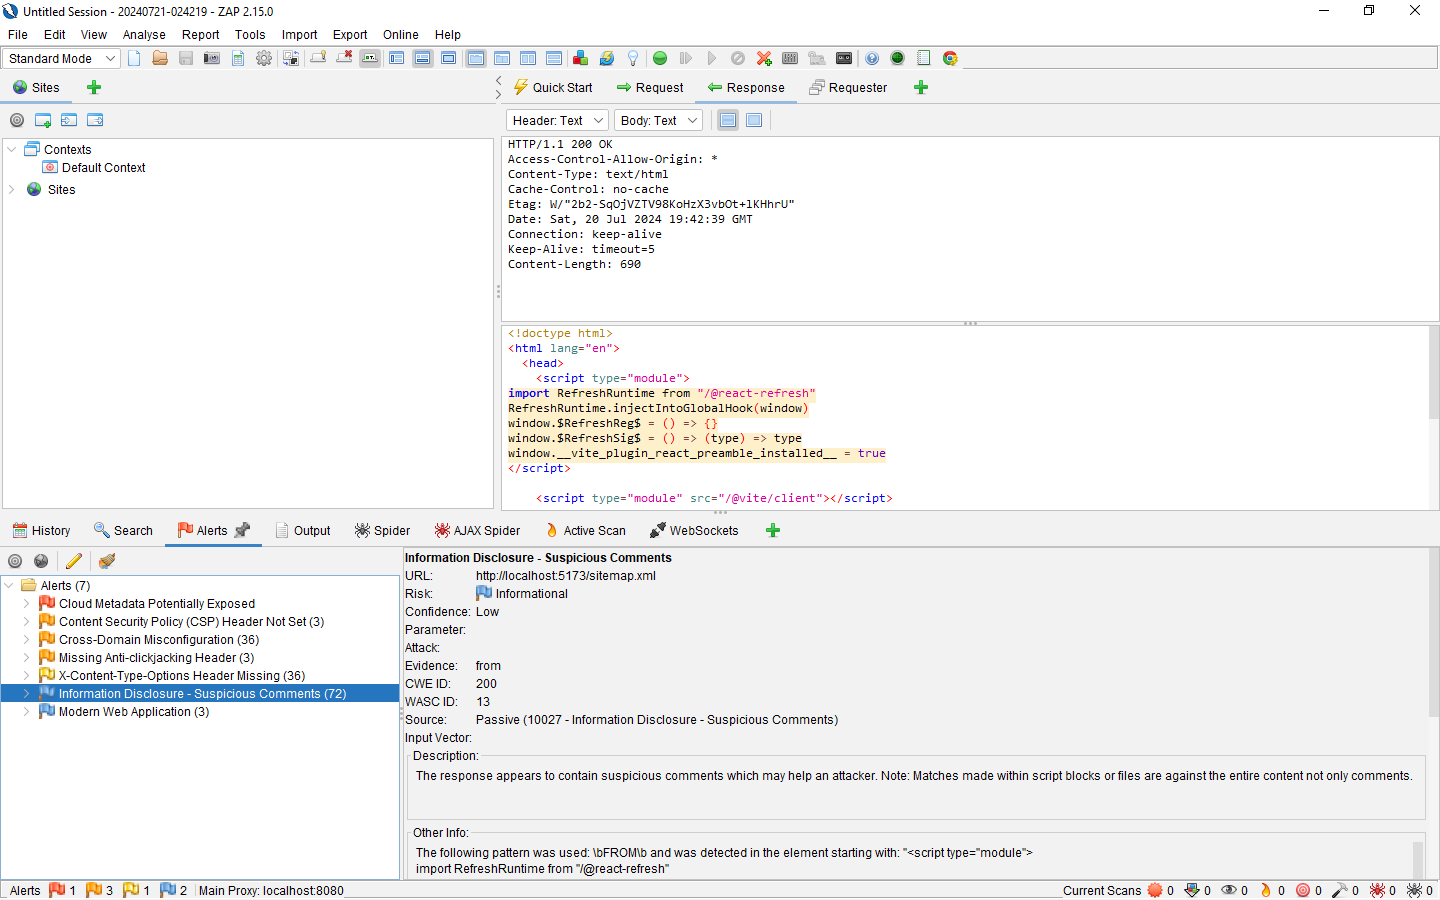 Untitled Session - 20240721-024219 - ZAP 2.15.0
File Edit View Analyse Report Tools Import Export Online Help
Standard Mode
Sites
Quick Start Request Response Requester
Header: Text Body: Text
Contexts
Default Context
Sites
HTTP/1.1 200 OK
Access-Control-Allow-Origin: *
Content-Type: text/html
Cache-Control: no-cache
Etag: W/"2b2-SqOjVZTV98KoHzX3vbOt+lKHhrU"
Date: Sat, 20 Jul 2024 19:42:39 GMT
Connection: keep-alive
Keep-Alive: timeout=5
Content-Length: 690
<!doctype html>
<html lang="en">
<head>
<script type="module">
import RefreshRuntime from "/@react-refresh"
RefreshRuntime.injectIntoGlobalHook(window)
window.$RefreshReg$ = () => {}
window.$RefreshSig$ = () => (type) => type
window.__vite_plugin_react_preamble_installed__ = true
</script>
<script type="module" src="/@vite/client"></script>
History Search Alerts Output Spider AJAX Spider Active Scan WebSockets
Alerts (7)
Cloud Metadata Potentially Exposed
Content Security Policy (CSP) Header Not Set (3)
Cross-Domain Misconfiguration (36)
Missing Anti-clickjacking Header (3)
X-Content-Type-Options Header Missing (36)
Information Disclosure - Suspicious Comments (72)
Modern Web Application (3)
Information Disclosure - Suspicious Comments
URL: http://localhost:5173/sitemap.xml
Risk: Informational
Confidence: Low
Parameter:
Attack:
Evidence: from
CWE ID: 200
WASC ID: 13
Source: Passive (10027 - Information Disclosure - Suspicious Comments)
Input Vector:
Description:
The response appears to contain suspicious comments which may help an attacker. Note: Matches made within script blocks or files are against the entire content not only comments.
Other Info:
The following pattern was used: \bFROM\b and was detected in the element starting with: "<script type="module">
import RefreshRuntime from "/@react-refresh"
Alerts 1 3 1 2 Main Proxy: localhost:8080
Current Scans 0 0 0 0 0 0 0 0